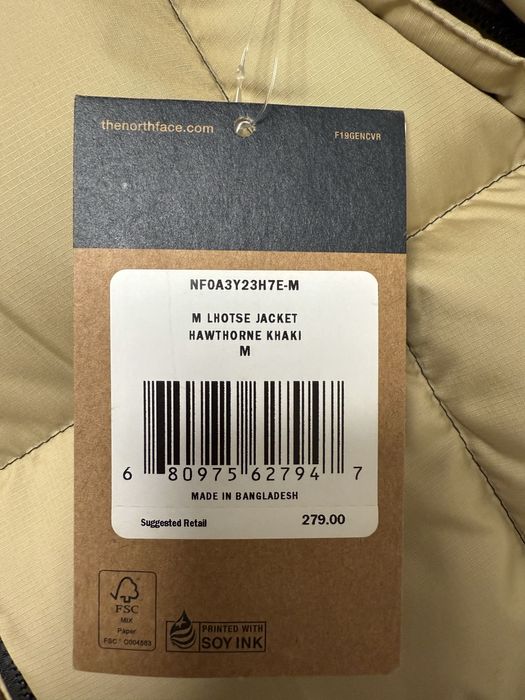 thenorthface.com
F19GENCVR
NF0A3Y23H7E-M
M LHOTSE JACKET
HAWTHORNE KHAKI
M
6 80975 62794 7
MADE IN BANGLADESH
Suggested Retail 279.00
FSC
MIX
Paper
FSC® C004563
PRINTED WITH
SOY INK